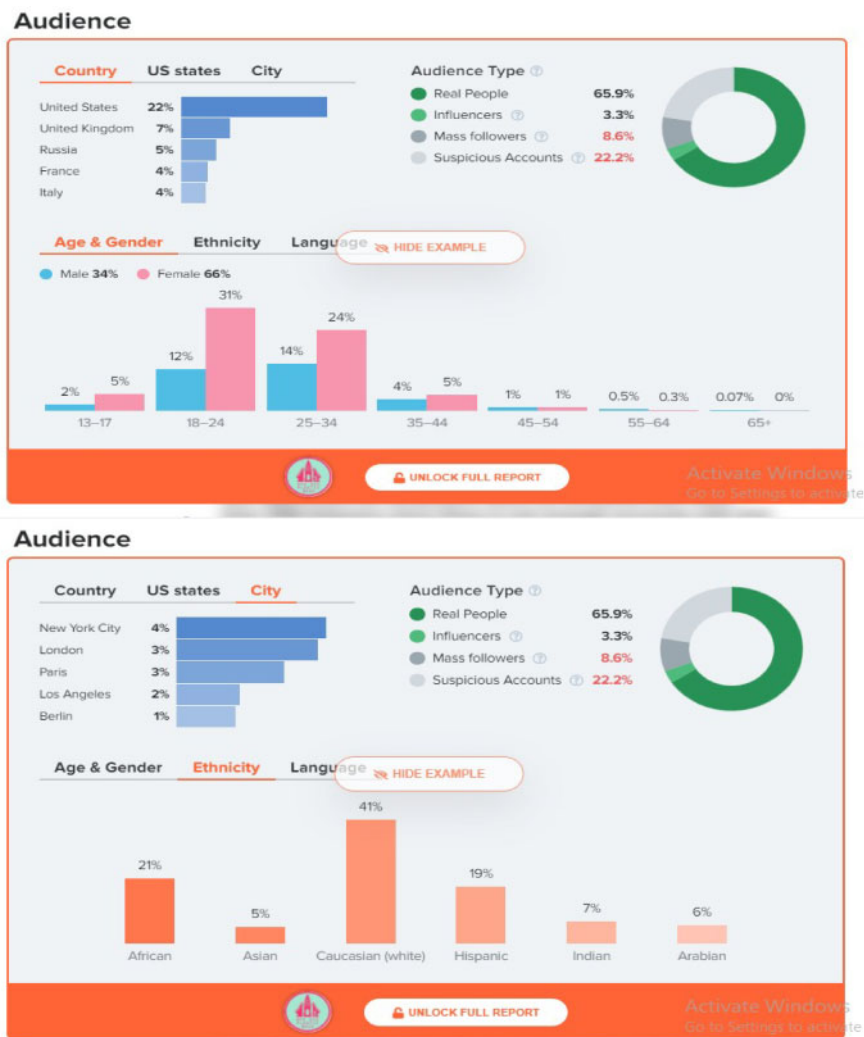 Audience
Country US states City
United States 22%
United Kingdom 7%
Russia 5%
France 4%
Italy 4%
Audience Type ?
Real People 65.9%
Influencers ? 3.3%
Mass followers ? 8.6%
Suspicious Accounts ? 22.2%
Age & Gender Ethnicity Language
HIDE EXAMPLE
Male 34% Female 66%
2% 5% 12% 31% 14% 24% 4% 5% 1% 1% 0.5% 0.3% 0.07% 0%
13–17 18–24 25–34 35–44 45–54 55–64 65+
UNLOCK FULL REPORT
Activate Windows
Go to Settings to activate
Audience
Country US states City
New York City 4%
London 3%
Paris 3%
Los Angeles 2%
Berlin 1%
Audience Type ?
Real People 65.9%
Influencers ? 3.3%
Mass followers ? 8.6%
Suspicious Accounts ? 22.2%
Age & Gender Ethnicity Language
HIDE EXAMPLE
21% 5% 41% 19% 7% 6%
African Asian Caucasian (white) Hispanic Indian Arabian
UNLOCK FULL REPORT
Activate Windows
Go to Settings to activate